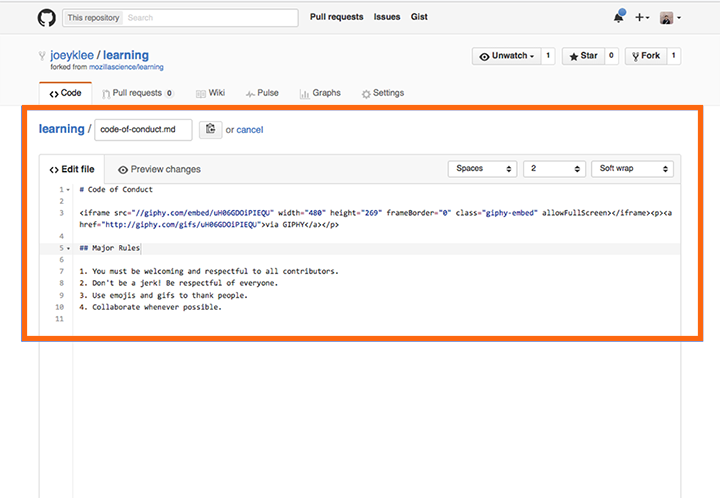 This repository Search Pull requests Issues Gist
joeyklee / learning
forked from mozillascience/learning
Unwatch 1 Star 0 Fork 1
Code Pull requests 0 Wiki Pulse Graphs Settings
learning / code-of-conduct.md or cancel
Edit file Preview changes Spaces 2 Soft wrap
1 # Code of Conduct
2
3 <iframe src="//giphy.com/embed/uH06GDOiPIEQU" width="480" height="269" frameBorder="0" class="giphy-embed" allowFullScreen></iframe><p><a
href="http://giphy.com/gifs/uH06GDOiPIEQU">via GIPHY</a></p>
4
5 ## Major Rules
6
7 1. You must be welcoming and respectful to all contributors.
8 2. Don't be a jerk! Be respectful of everyone.
9 3. Use emojis and gifs to thank people.
10 4. Collaborate whenever possible.
11